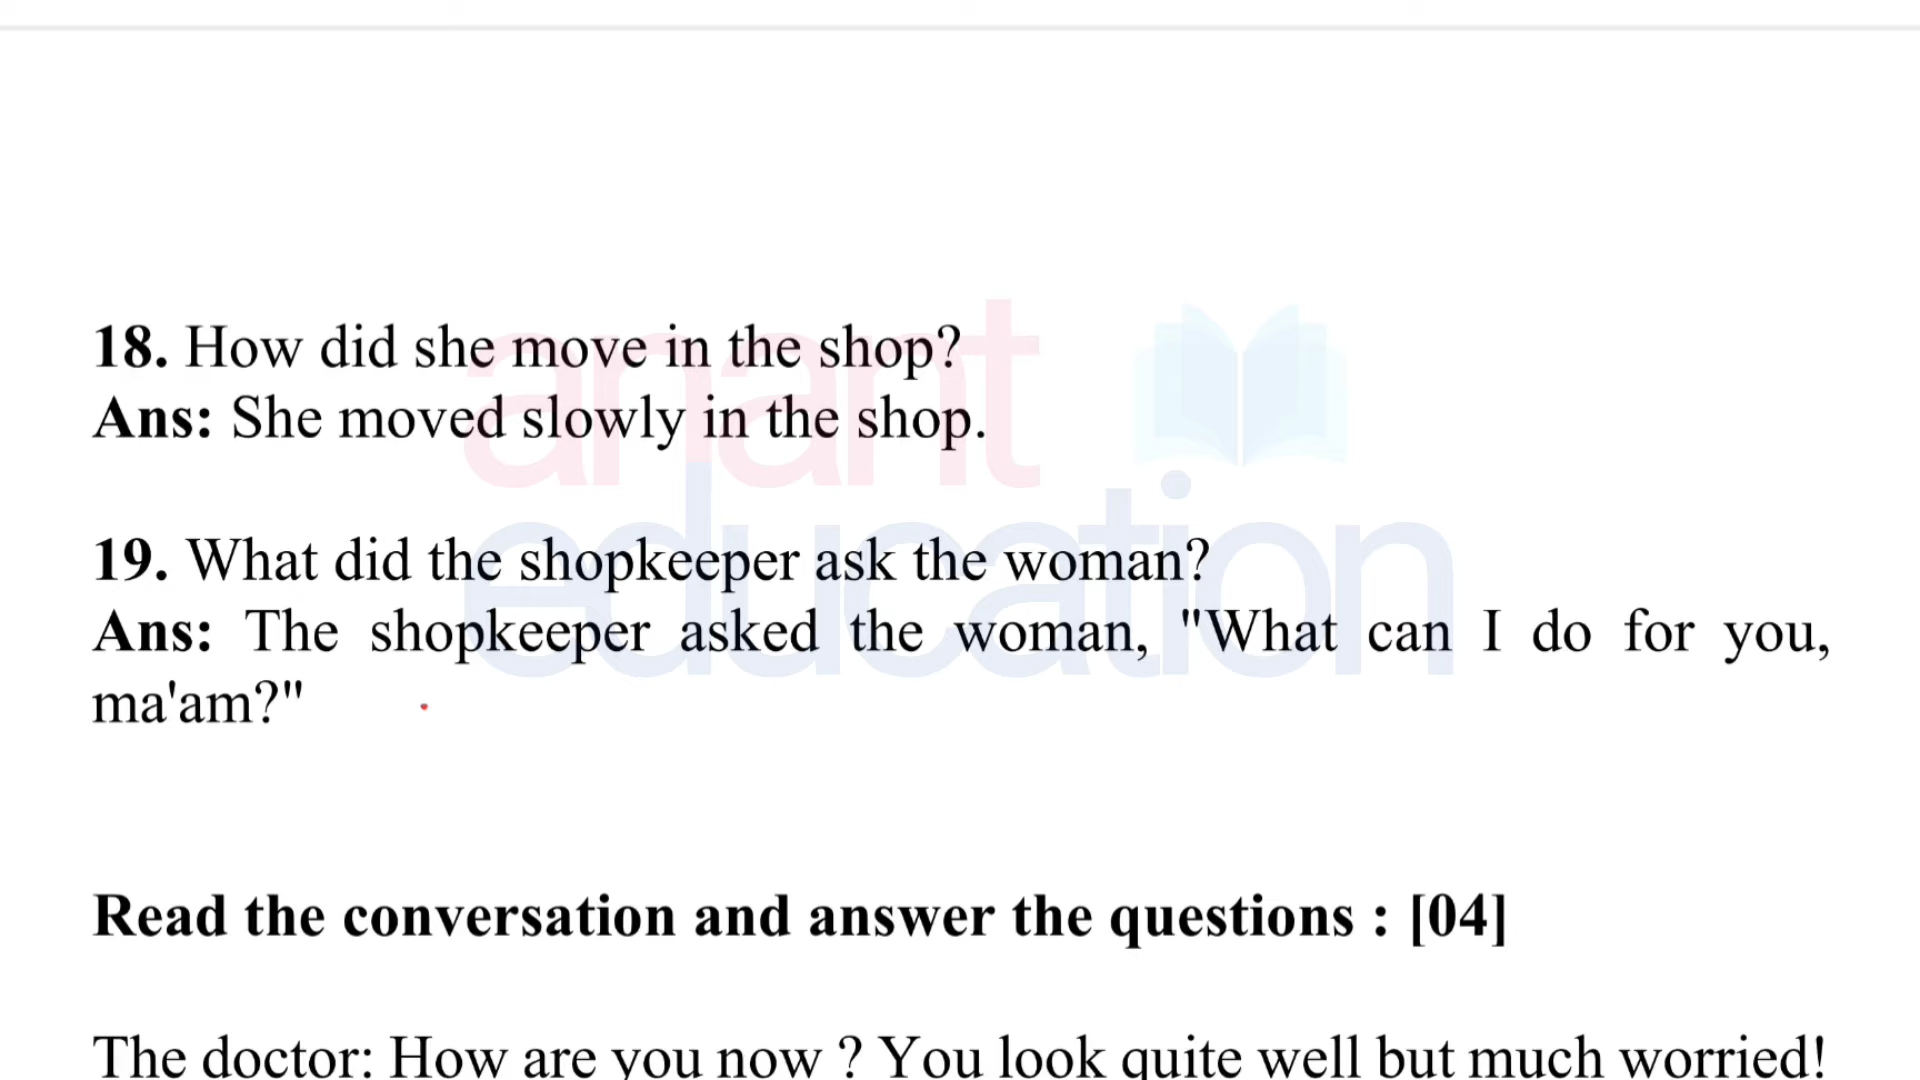 18. How did she move in the shop?
Ans: She moved slowly in the shop.
anant
education
19. What did the shopkeeper ask the woman?
Ans: The shopkeeper asked the woman, "What can I do for you,
ma'am?"
Read the conversation and answer the questions : [04]
The doctor: How are you now ? You look quite well but much worried!